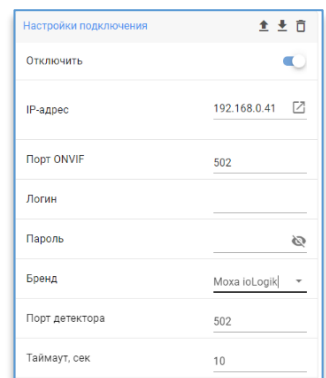 Настройки подключения
Отключить
IP-адрес 192.168.0.41
Порт ONVIF 502
Логин
Пароль
Бренд Moxa ioLogik
Порт детектора 502
Таймаут, сек 10